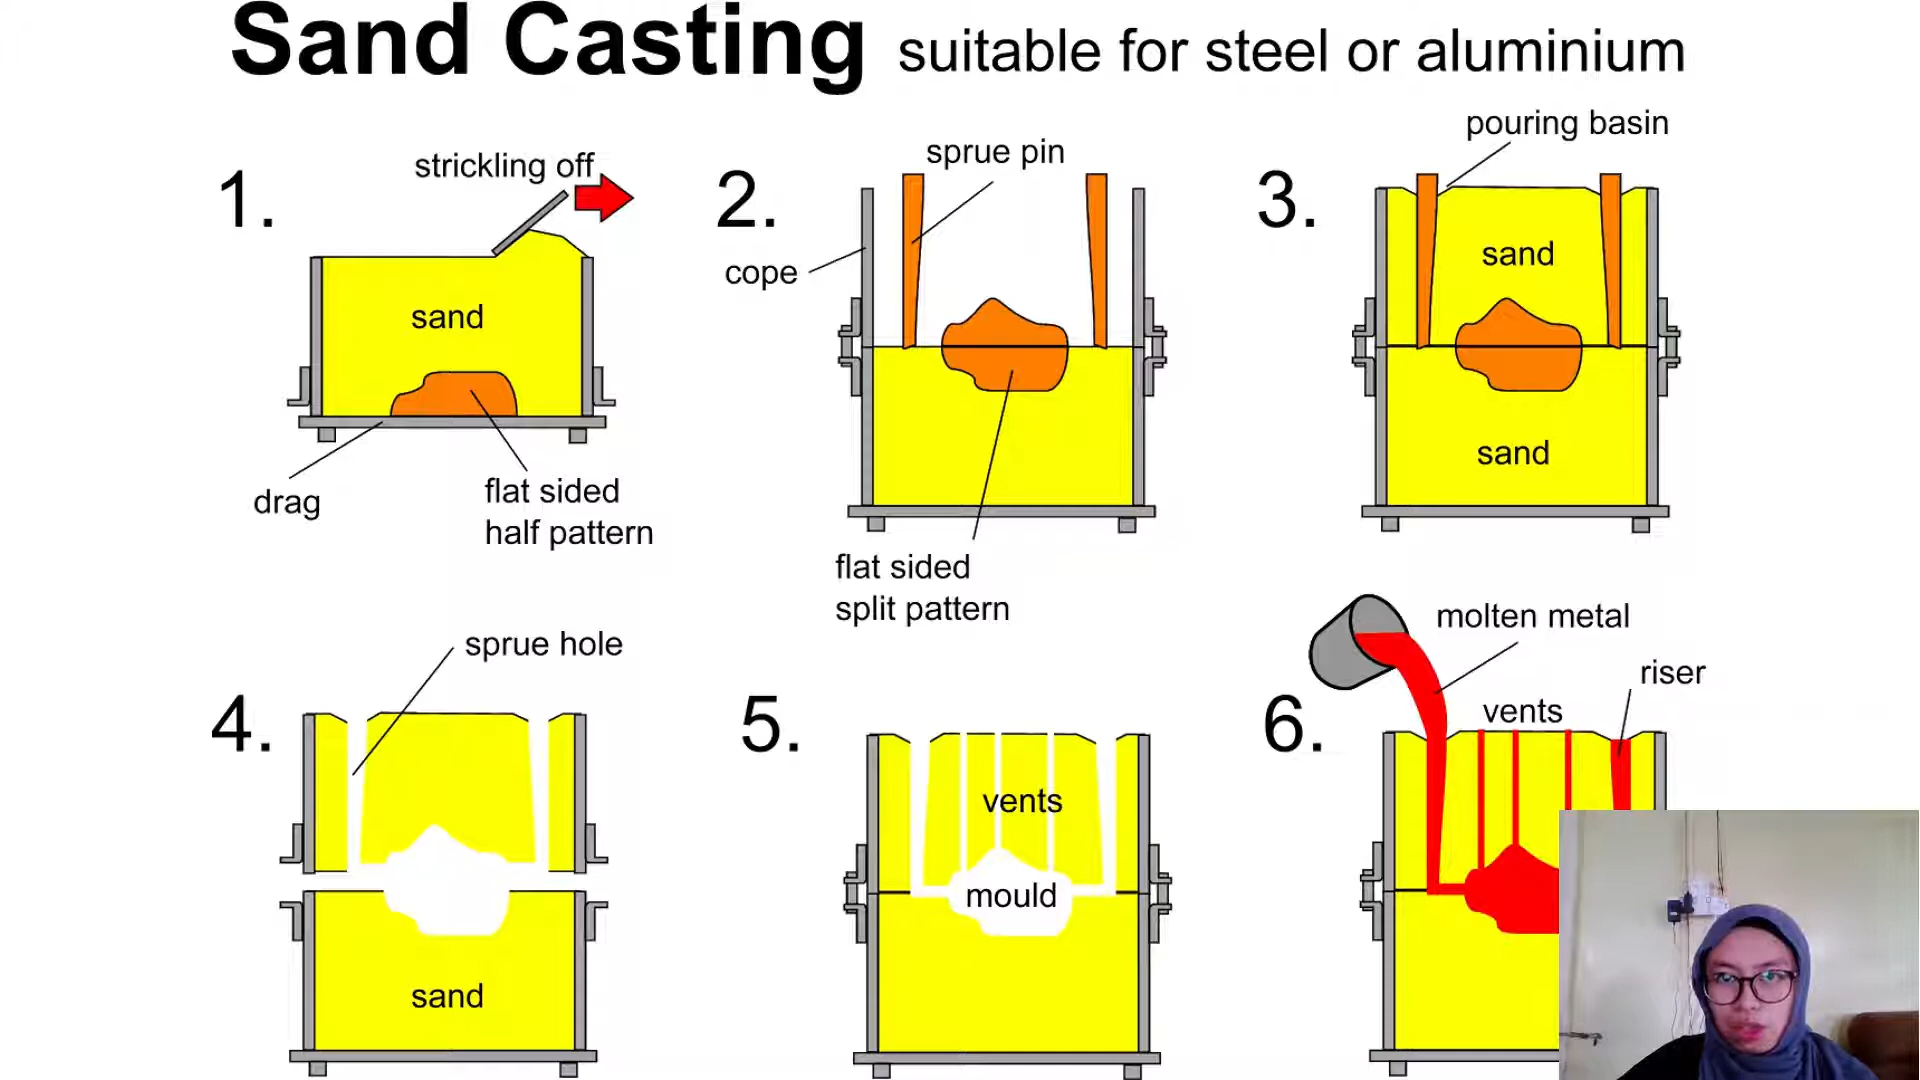 Sand Casting suitable for steel or aluminium
1.
strickling off
sand
drag
flat sided
half pattern
2.
sprue pin
cope
flat sided
split pattern
3.
pouring basin
sand
sand
4.
sprue hole
sand
5.
vents
mould
6.
molten metal
riser
vents